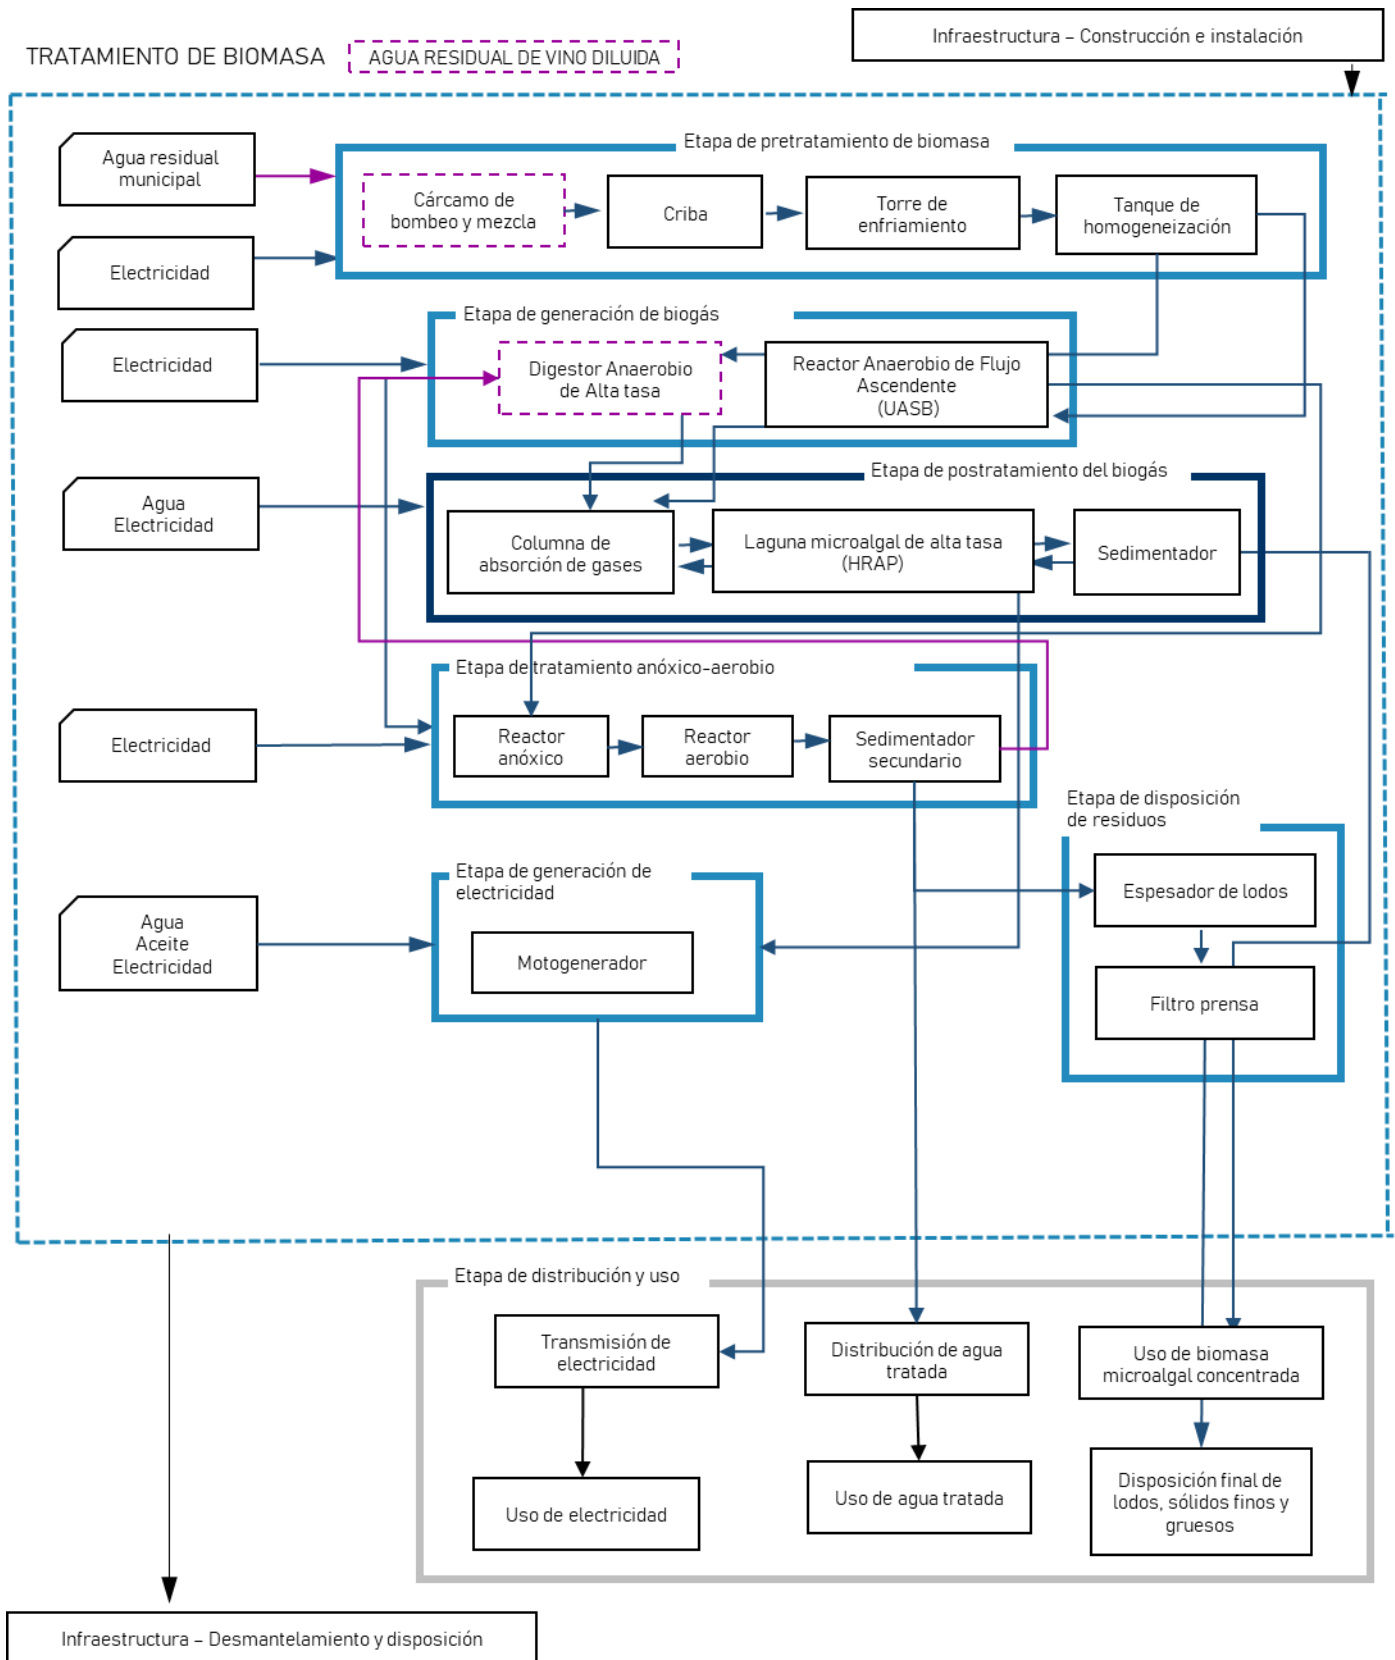 Infraestructura – Construcción e instalación
TRATAMIENTO DE BIOMASA
AGUA RESIDUAL DE VINO DILUIDA
Etapa de pretratamiento de biomasa
Agua residual
municipal
Cárcamo de
bombeo y mezcla
Criba
Torre de
enfriamiento
Tanque de
homogeneización
Electricidad
Etapa de generación de biogás
Electricidad
Digestor Anaerobio
de Alta tasa
Reactor Anaerobio de Flujo
Ascendente
(UASB)
Etapa de postratamiento del biogás
Agua
Electricidad
Columna de
absorción de gases
Laguna microalgal de alta tasa
(HRAP)
Sedimentador
Etapa de tratamiento anóxico-aerobio
Electricidad
Reactor
anóxico
Reactor
aerobio
Sedimentador
secundario
Etapa de disposición
de residuos
Espesador de lodos
Filtro prensa
Etapa de generación de
electricidad
Agua
Aceite
Electricidad
Motogenerador
Etapa de distribución y uso
Transmisión de
electricidad
Distribución de agua
tratada
Uso de biomasa
microalgal concentrada
Uso de electricidad
Uso de agua tratada
Disposición final de
lodos, sólidos finos y
gruesos
Infraestructura – Desmantelamiento y disposición